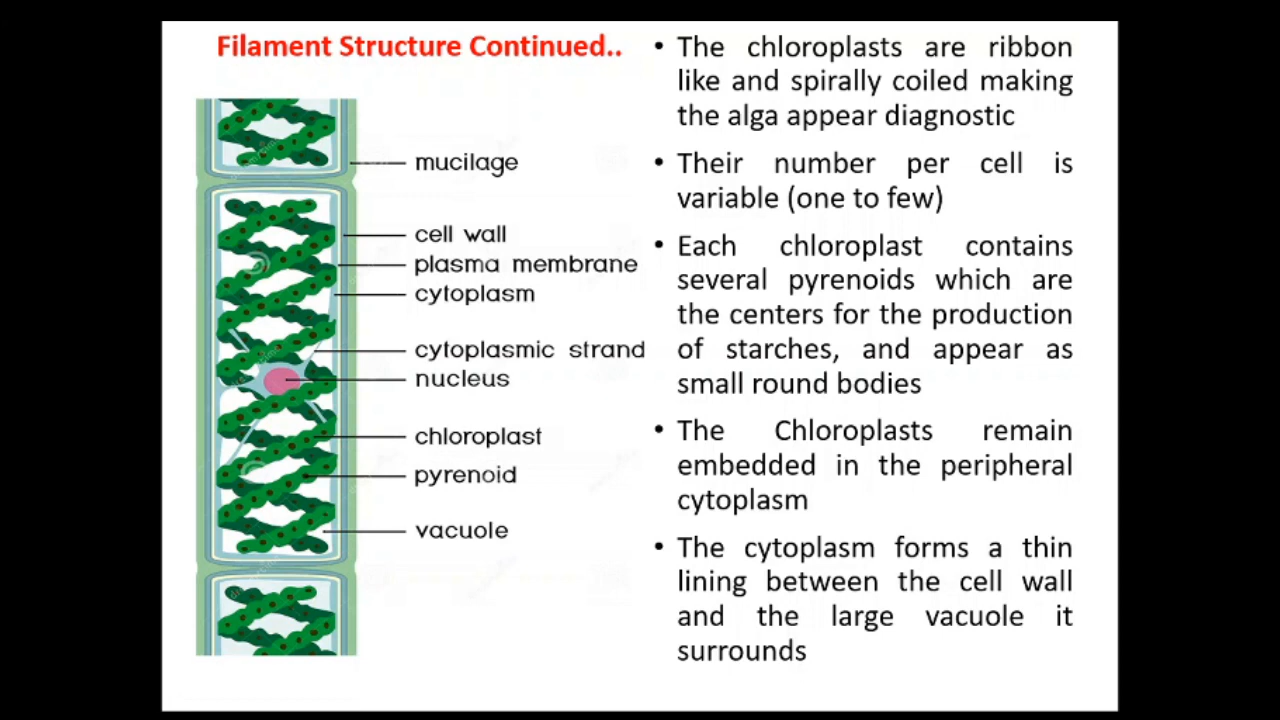 Filament Structure Continued..
mucilage
cell wall
plasma membrane
cytoplasm
cytoplasmic strand
nucleus
chloroplast
pyrenoid
vacuole
• The chloroplasts are ribbon
like and spirally coiled making
the alga appear diagnostic
• Their number per cell is
variable (one to few)
• Each chloroplast contains
several pyrenoids which are
the centers for the production
of starches, and appear as
small round bodies
• The Chloroplasts remain
embedded in the peripheral
cytoplasm
• The cytoplasm forms a thin
lining between the cell wall
and the large vacuole it
surrounds